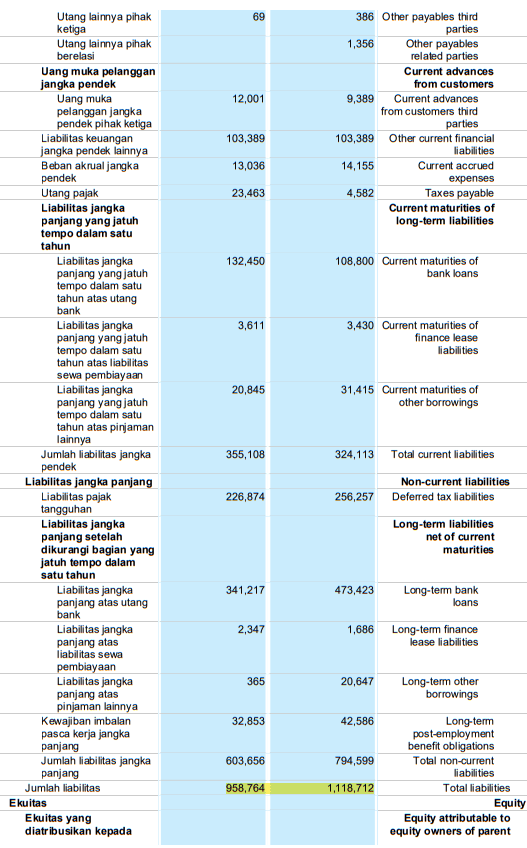 Utang lainnya pihak 69 386 Other payables third
ketiga parties
Utang lainnya pihak 1,356 Other payables
berelasi related parties
Uang muka pelanggan Current advances
jangka pendek from customers
Uang muka 12,001 9,389 Current advances
pelanggan jangka from customers third
pendek pihak ketiga parties
Liabilitas keuangan 103,389 103,389 Other current financial
jangka pendek lainnya liabilities
Beban akrual jangka 13,036 14,155 Current accrued
pendek expenses
Utang pajak 23,463 4,582 Taxes payable
Liabilitas jangka Current maturities of
panjang yang jatuh long-term liabilities
tempo dalam satu
tahun
Liabilitas jangka 132,450 108,800 Current maturities of
panjang yang jatuh bank loans
tempo dalam satu
tahun atas utang
bank
Liabilitas jangka 3,611 3,430 Current maturities of
panjang yang jatuh finance lease
tempo dalam satu liabilities
tahun atas liabilitas
sewa pembiayaan
Liabilitas jangka 20,845 31,415 Current maturities of
panjang yang jatuh other borrowings
tempo dalam satu
tahun atas pinjaman
lainnya
Jumlah liabilitas jangka 355,108 324,113 Total current liabilities
pendek
Liabilitas jangka panjang Non-current liabilities
Liabilitas pajak 226,874 256,257 Deferred tax liabilities
tangguhan
Liabilitas jangka Long-term liabilities
panjang setelah net of current
dikurangi bagian yang maturities
jatuh tempo dalam
satu tahun
Liabilitas jangka 341,217 473,423 Long-term bank
panjang atas utang loans
bank
Liabilitas jangka 2,347 1,686 Long-term finance
panjang atas lease liabilities
liabilitas sewa
pembiayaan
Liabilitas jangka 365 20,647 Long-term other
panjang atas borrowings
pinjaman lainnya
Kewajiban imbalan 32,853 42,586 Long-term
pasca kerja jangka post-employment
panjang benefit obligations
Jumlah liabilitas jangka 603,656 794,599 Total non-current
panjang liabilities
Jumlah liabilitas 958,764 1,118,712 Total liabilities
Ekuitas Equity
Ekuitas yang Equity attributable to
diatribusikan kepada equity owners of parent